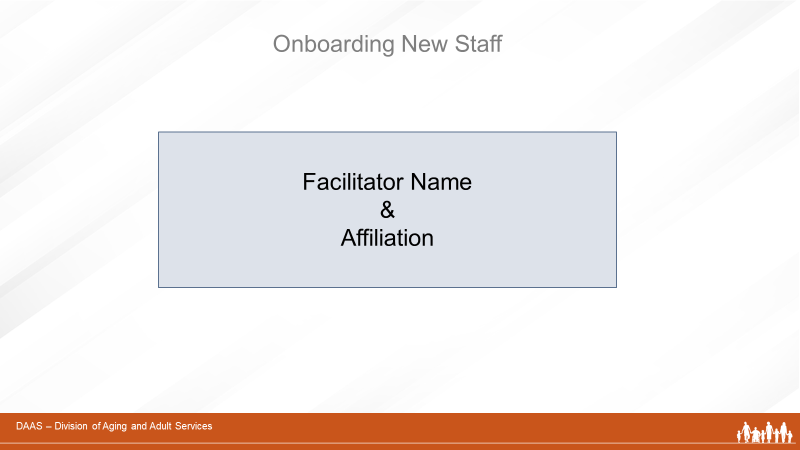 Onboarding New Staff
Facilitator Name
&
Affiliation
DAAS – Division of Aging and Adult Services